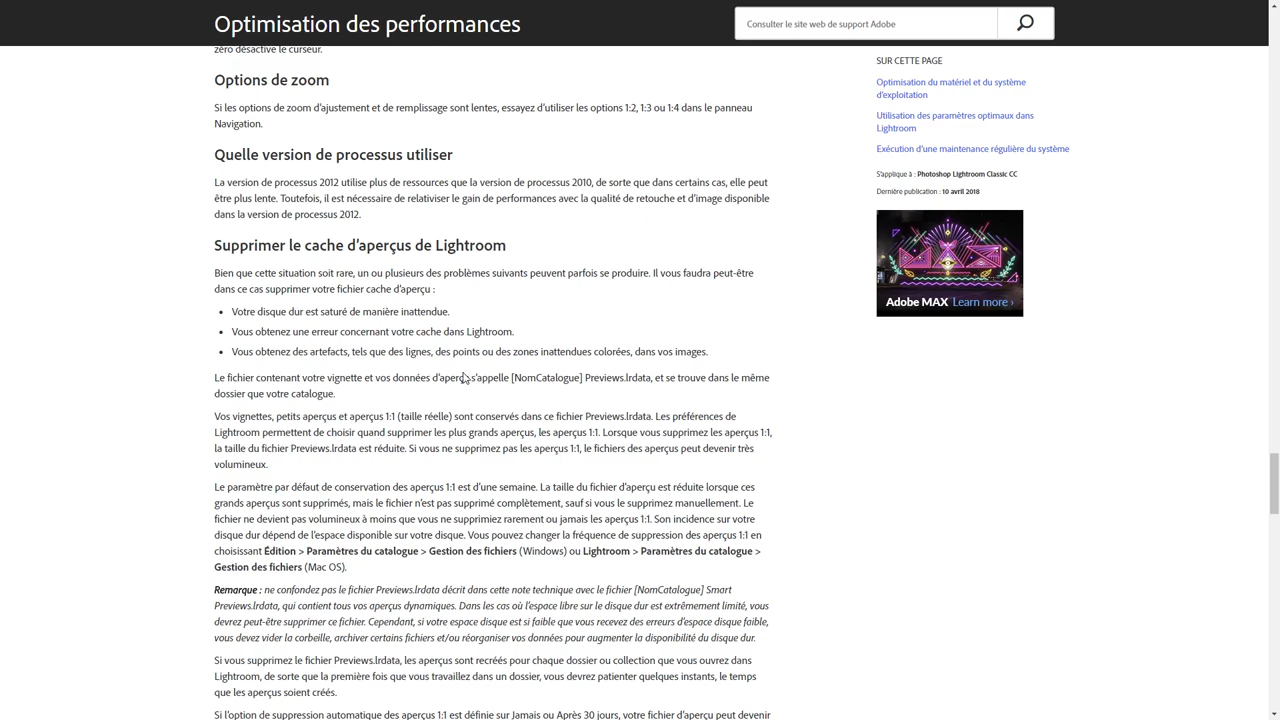 Optimisation des performances
Consulter le site web de support Adobe
zéro désactive le curseur.
Options de zoom
Si les options de zoom d'ajustement et de remplissage sont lentes, essayez d'utiliser les options 1:2, 1:3 ou 1:4 dans le panneau
Navigation.
Quelle version de processus utiliser
La version de processus 2012 utilise plus de ressources que la version de processus 2010, de sorte que dans certains cas, elle peut
être plus lente. Toutefois, il est nécessaire de relativiser le gain de performances avec la qualité de retouche et d'image disponible
dans la version de processus 2012.
Supprimer le cache d'aperçus de Lightroom
Bien que cette situation soit rare, un ou plusieurs des problèmes suivants peuvent parfois se produire. Il vous faudra peut-être
dans ce cas supprimer votre fichier cache d'aperçu :
• Votre disque dur est saturé de manière inattendue.
• Vous obtenez une erreur concernant votre cache dans Lightroom.
• Vous obtenez des artefacts, tels que des lignes, des points ou des zones inattendues colorées, dans vos images.
Le fichier contenant votre vignette et vos données d'aperçu s'appelle [NomCatalogue] Previews.lrdata, et se trouve dans le même
dossier que votre catalogue.
Vos vignettes, petits aperçus et aperçus 1:1 (taille réelle) sont conservés dans ce fichier Previews.lrdata. Les préférences de
Lightroom permettent de choisir quand supprimer les plus grands aperçus, les aperçus 1:1. Lorsque vous supprimez les aperçus 1:1,
la taille du fichier Previews.lrdata est réduite. Si vous ne supprimez pas les aperçus 1:1, le fichiers des aperçus peut devenir très
volumineux.
Le paramètre par défaut de conservation des aperçus 1:1 est d'une semaine. La taille du fichier d'aperçu est réduite lorsque ces
grands aperçus sont supprimés, mais le fichier n'est pas supprimé complètement, sauf si vous le supprimez manuellement. Le
fichier ne devient pas volumineux à moins que vous ne supprimiez rarement ou jamais les aperçus 1:1. Son incidence sur votre
disque dur dépend de l'espace disponible sur votre disque. Vous pouvez changer la fréquence de suppression des aperçus 1:1 en
choisissant Édition > Paramètres du catalogue > Gestion des fichiers (Windows) ou Lightroom > Paramètres du catalogue >
Gestion des fichiers (Mac OS).
Remarque : ne confondez pas le fichier Previews.lrdata décrit dans cette note technique avec le fichier [NomCatalogue] Smart
Previews.lrdata, qui contient tous vos aperçus dynamiques. Dans les cas où l'espace libre sur le disque dur est extrêmement limité, vous
devrez peut-être supprimer ce fichier. Cependant, si votre espace disque est si faible que vous recevez des erreurs d'espace disque faible,
vous devez vider la corbeille, archiver certains fichiers et/ou réorganiser vos données pour augmenter la disponibilité du disque dur.
Si vous supprimez le fichier Previews.lrdata, les aperçus sont recréés pour chaque dossier ou collection que vous ouvrez dans
Lightroom, de sorte que la première fois que vous travaillez dans un dossier, vous devrez patienter quelques instants, le temps
que les aperçus soient créés.
Si l'option de suppression automatique des aperçus 1:1 est définie sur Jamais ou Après 30 jours, votre fichier d'aperçu peut devenir
SUR CETTE PAGE
Optimisation du matériel et du système
d'exploitation
Utilisation des paramètres optimaux dans
Lightroom
Exécution d'une maintenance régulière du système
S'applique à : Photoshop Lightroom Classic CC
Dernière publication : 10 avril 2018
Adobe MAX Learn more ›